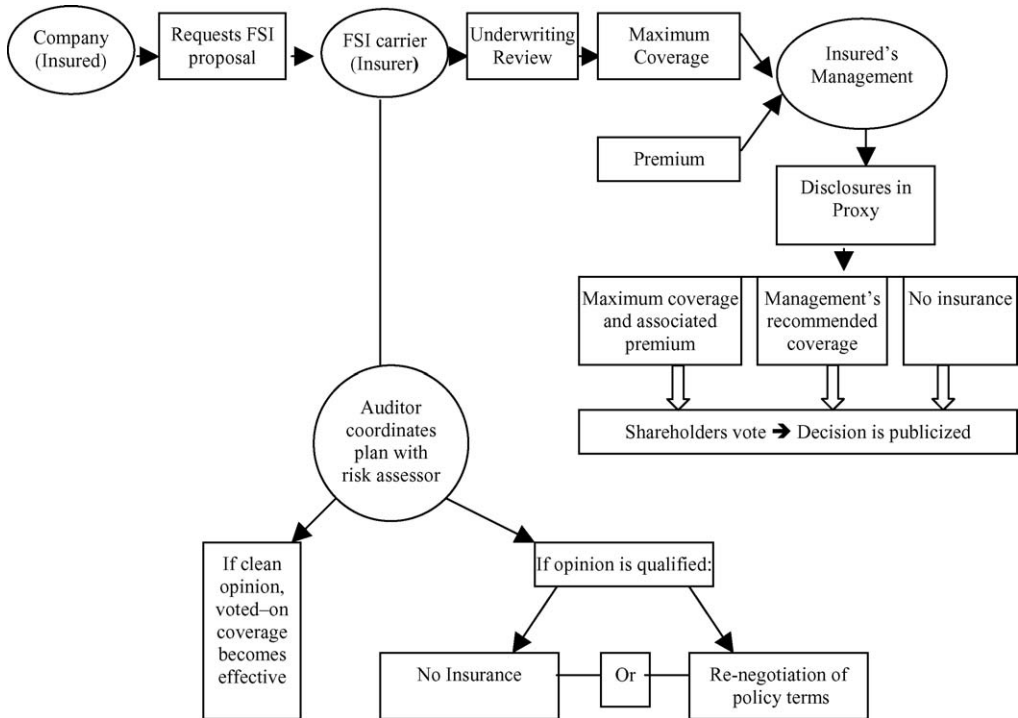 Company
(Insured)
Requests FSI
proposal
FSI carrier
(Insurer)
Underwriting
Review
Maximum
Coverage
Insured’s
Management
Premium
Disclosures in
Proxy
Maximum coverage
and associated
premium
Management’s
recommended
coverage
No insurance
Shareholders vote ➔ Decision is publicized
Auditor
coordinates
plan with
risk assessor
If clean
opinion,
voted–on
coverage
becomes
effective
If opinion is qualified:
No Insurance
Or
Re-negotiation of
policy terms